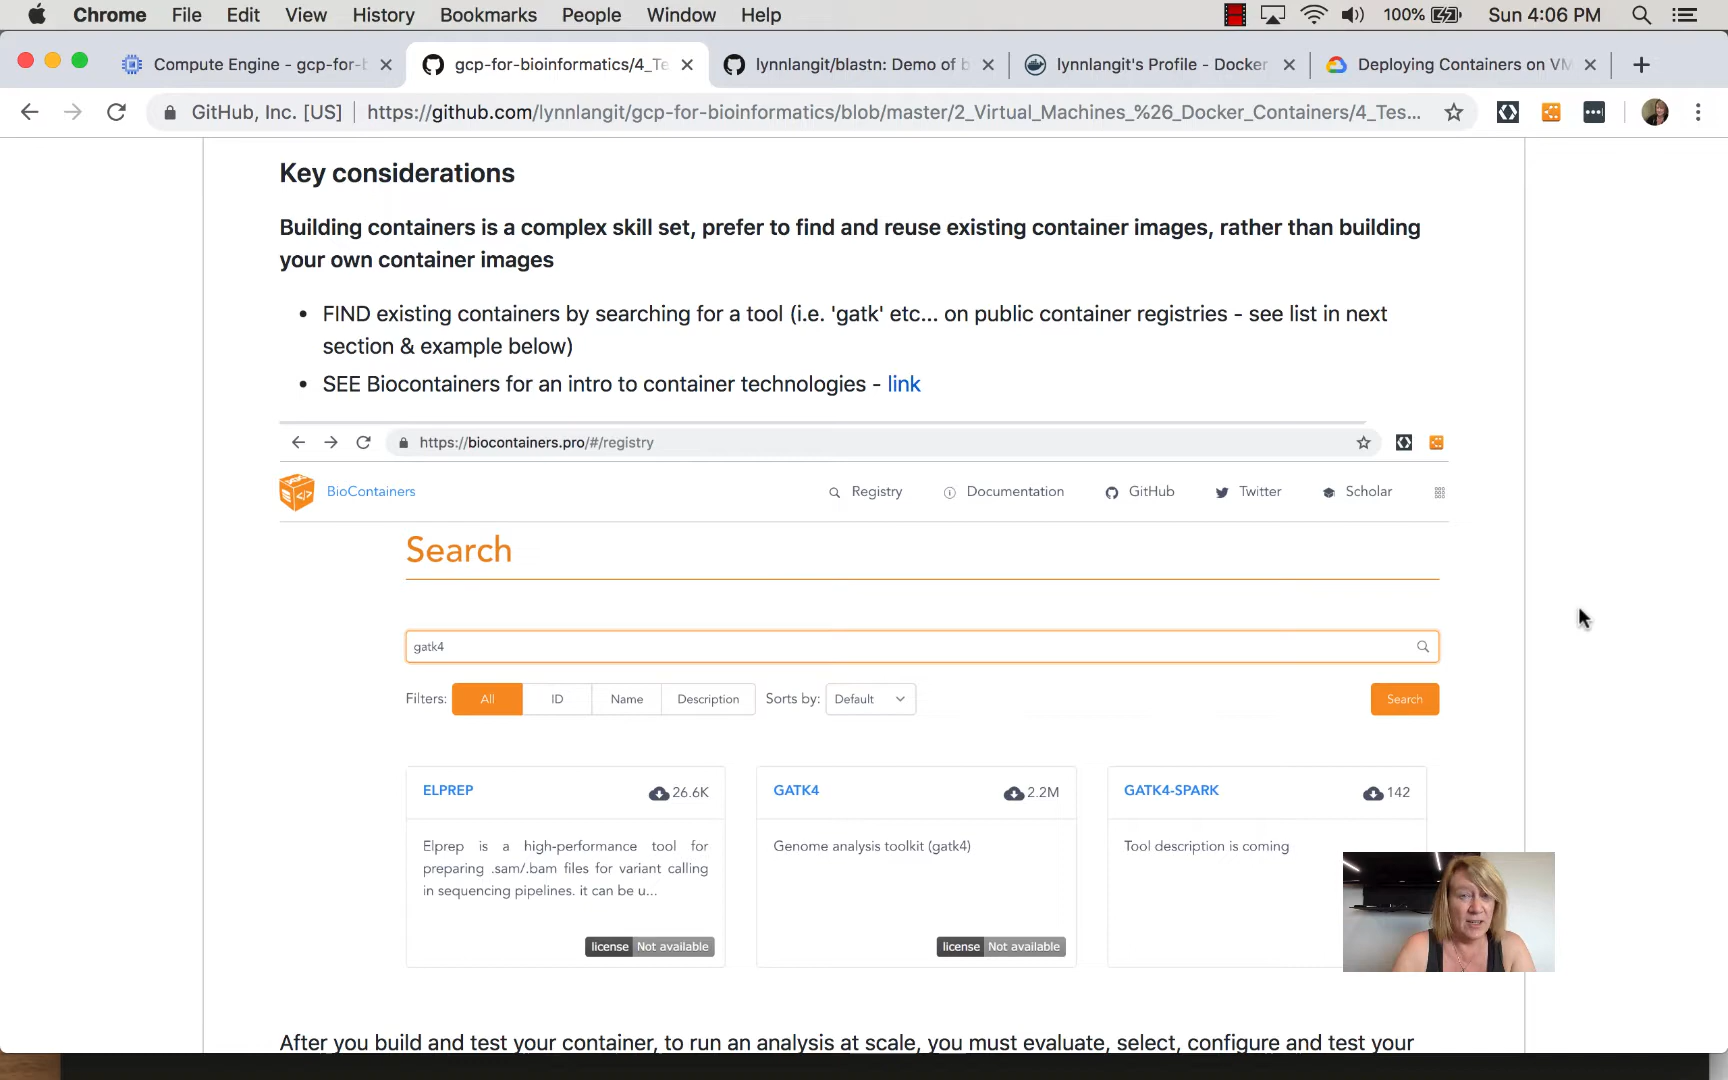 Chrome File Edit View History Bookmarks People Window Help 100% Sun 4:06 PM
Compute Engine - gcp-for-b gcp-for-bioinformatics/4_Te lynnlangit/blastn: Demo of b lynnlangit's Profile - Docker Deploying Containers on VM
GitHub, Inc. [US] https://github.com/lynnlangit/gcp-for-bioinformatics/blob/master/2_Virtual_Machines_%26_Docker_Containers/4_Tes...
Key considerations
Building containers is a complex skill set, prefer to find and reuse existing container images, rather than building
your own container images
• FIND existing containers by searching for a tool (i.e. 'gatk' etc... on public container registries - see list in next
section & example below)
• SEE Biocontainers for an intro to container technologies - link
https://biocontainers.pro/#/registry
BioContainers Registry Documentation GitHub Twitter Scholar
Search
gatk4
Filters: All ID Name Description Sorts by: Default Search
ELPREP 26.6K GATK4 2.2M GATK4-SPARK 142
Elprep is a high-performance tool for Genome analysis toolkit (gatk4) Tool description is coming
preparing .sam/.bam files for variant calling
in sequencing pipelines. it can be u...
license Not available license Not available
After you build and test your container, to run an analysis at scale, you must evaluate, select, configure and test your